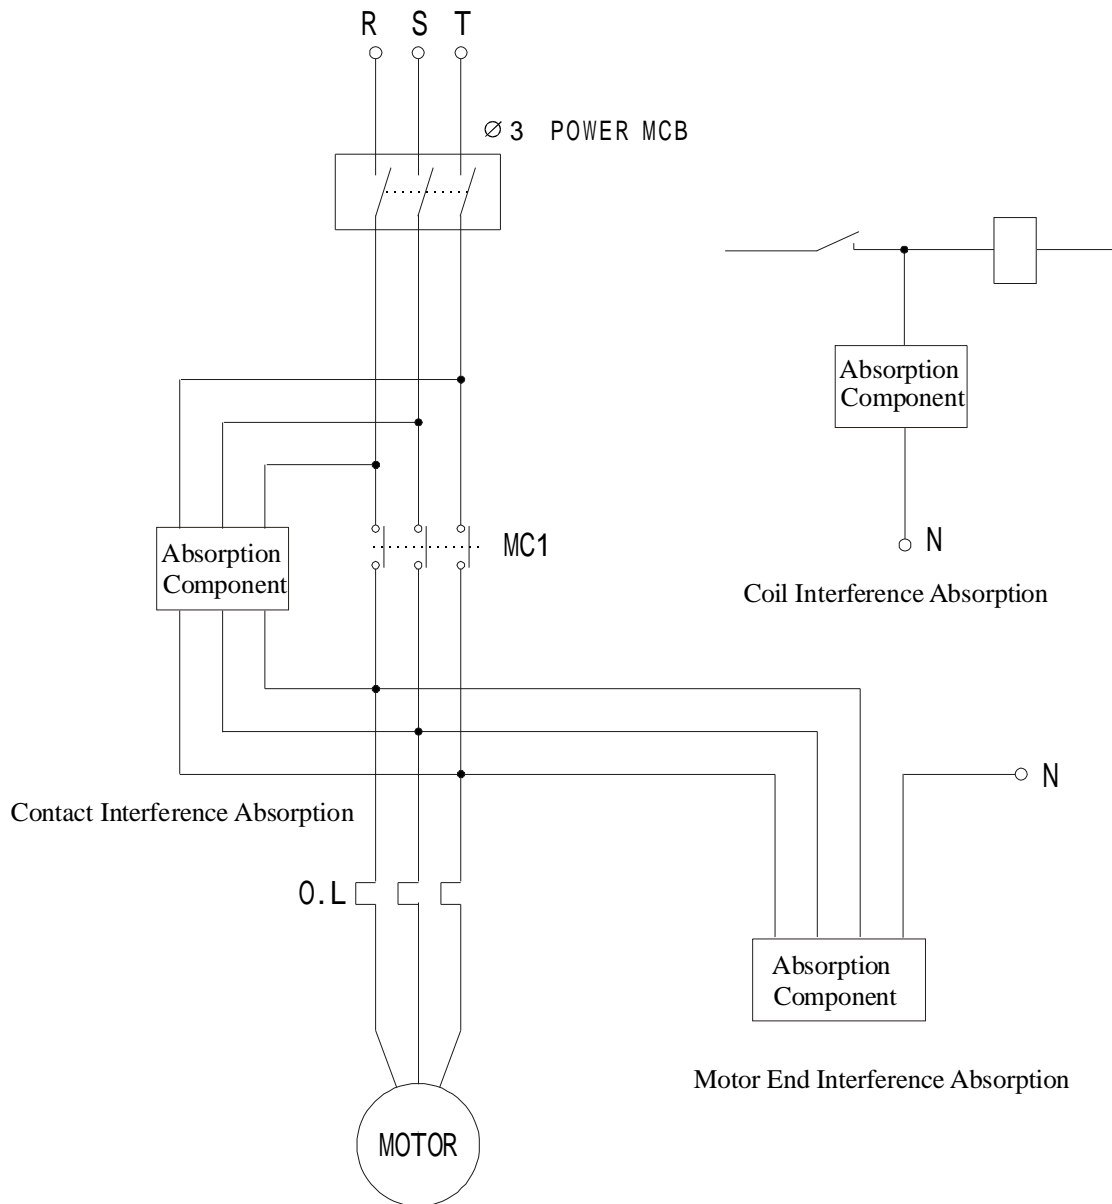 R S T
∅3 POWER MCB
Absorption
Component
N
Coil Interference Absorption
Absorption
Component
MC1
N
Contact Interference Absorption
O.L
Absorption
Component
Motor End Interference Absorption
MOTOR